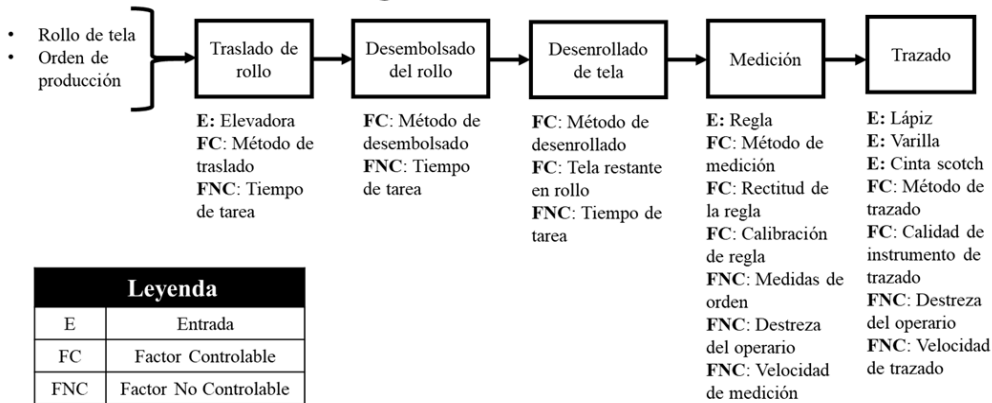 • Rollo de tela
• Orden de
producción
Traslado de
rollo
Desembolsado
del rollo
Desenrollado
de tela
Medición
Trazado
E: Elevadora
FC: Método de
traslado
FNC: Tiempo
de tarea
FC: Método de
desembolsado
FNC: Tiempo
de tarea
FC: Método de
desenrollado
FC: Tela restante
en rollo
FNC: Tiempo de
tarea
E: Regla
FC: Método de
medición
FC: Rectitud de
la regla
FC: Calibración
de regla
FNC: Medidas de
orden
FNC: Destreza
del operario
FNC: Velocidad
de medición
E: Lápiz
E: Varilla
E: Cinta scotch
FC: Método de
trazado
FC: Calidad de
instrumento de
trazado
FNC: Destreza
del operario
FNC: Velocidad
de trazado
Leyenda
E Entrada
FC Factor Controlable
FNC Factor No Controlable